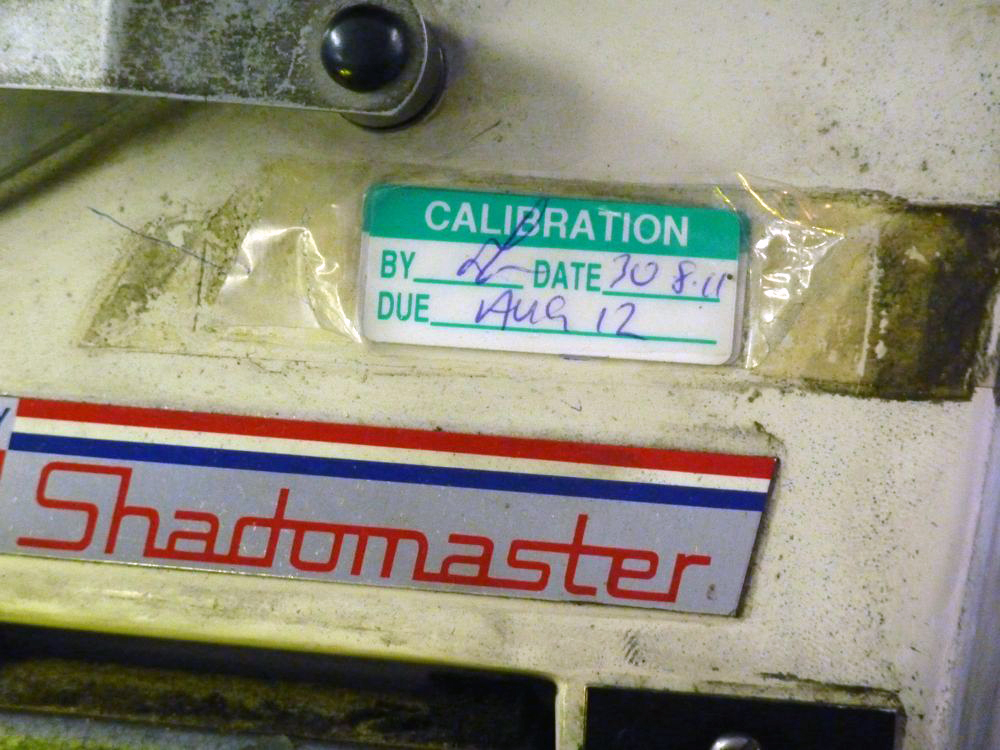 CALIBRATION
BY DATE 30 8.11
DUE AUG 12
Shadomaster